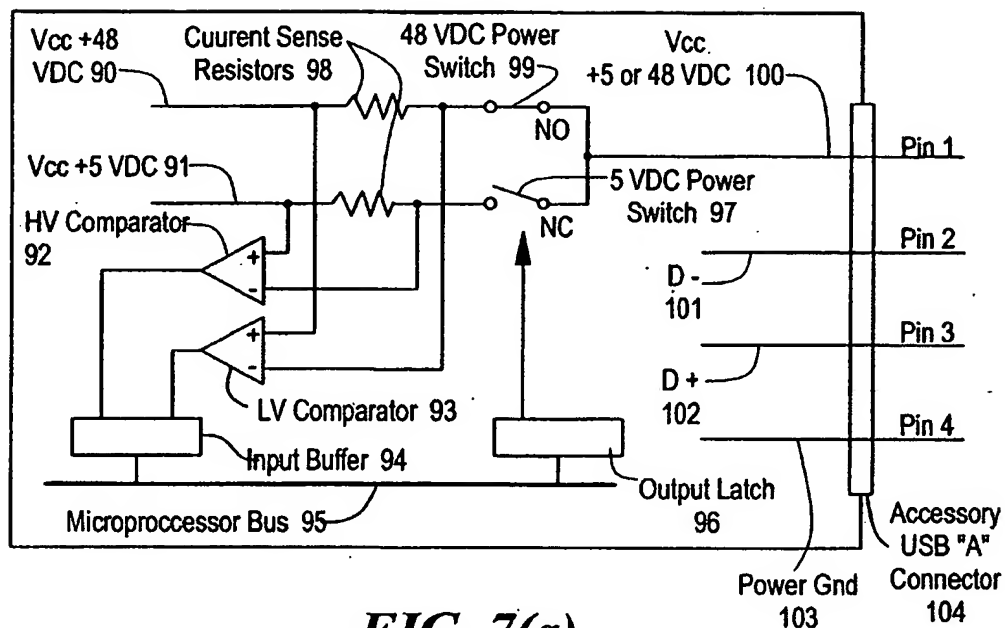 Vcc +48
VDC 90
Cuurent Sense
Resistors 98
48 VDC Power
Switch 99
Vcc
+5 or 48 VDC 100
NO
Pin 1
Vcc +5 VDC 91
5 VDC Power
Switch 97
NC
HV Comparator
92
+
-
Pin 2
D -
101
+
-
Pin 3
D +
102
LV Comparator 93
Pin 4
Input Buffer 94
Output Latch
96
Microproccessor Bus 95
Accessory
USB "A"
Connector
104
Power Gnd
103
FIG. 7(a)